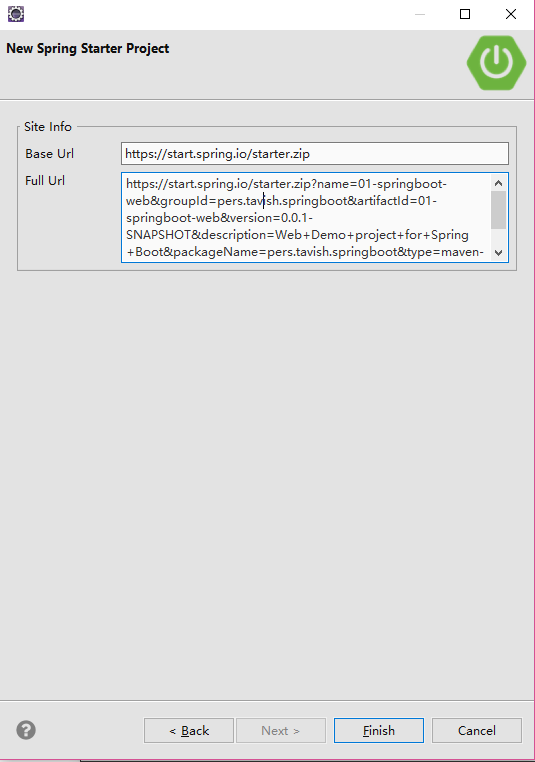 New Spring Starter Project
Site Info
Base Url
https://start.spring.io/starter.zip
Full Url
https://start.spring.io/starter.zip?name=01-springboot-
web&groupId=pers.tavish.springboot&artifactId=01-
springboot-web&version=0.0.1-
SNAPSHOT&description=Web+Demo+project+for+Spring
+Boot&packageName=pers.tavish.springboot&type=maven-
?
< Back
Next >
Finish
Cancel